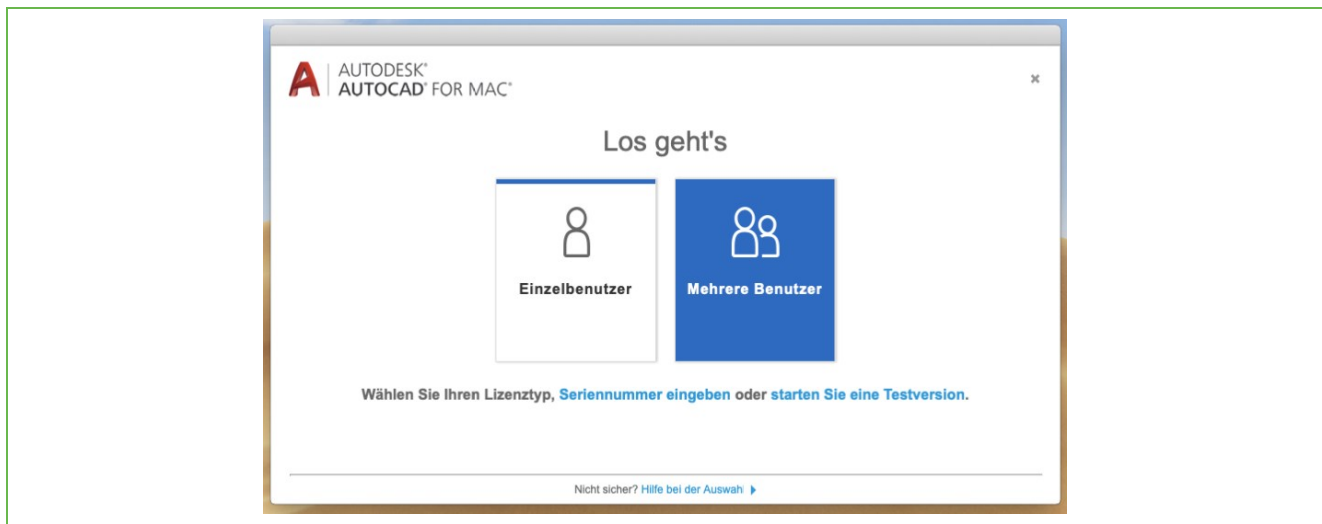 AUTODESK®
AUTOCAD® FOR MAC®
Los geht's
Einzelbenutzer
Mehrere Benutzer
Wählen Sie Ihren Lizenztyp, Seriennummer eingeben oder starten Sie eine Testversion.
Nicht sicher? Hilfe bei der Auswahl